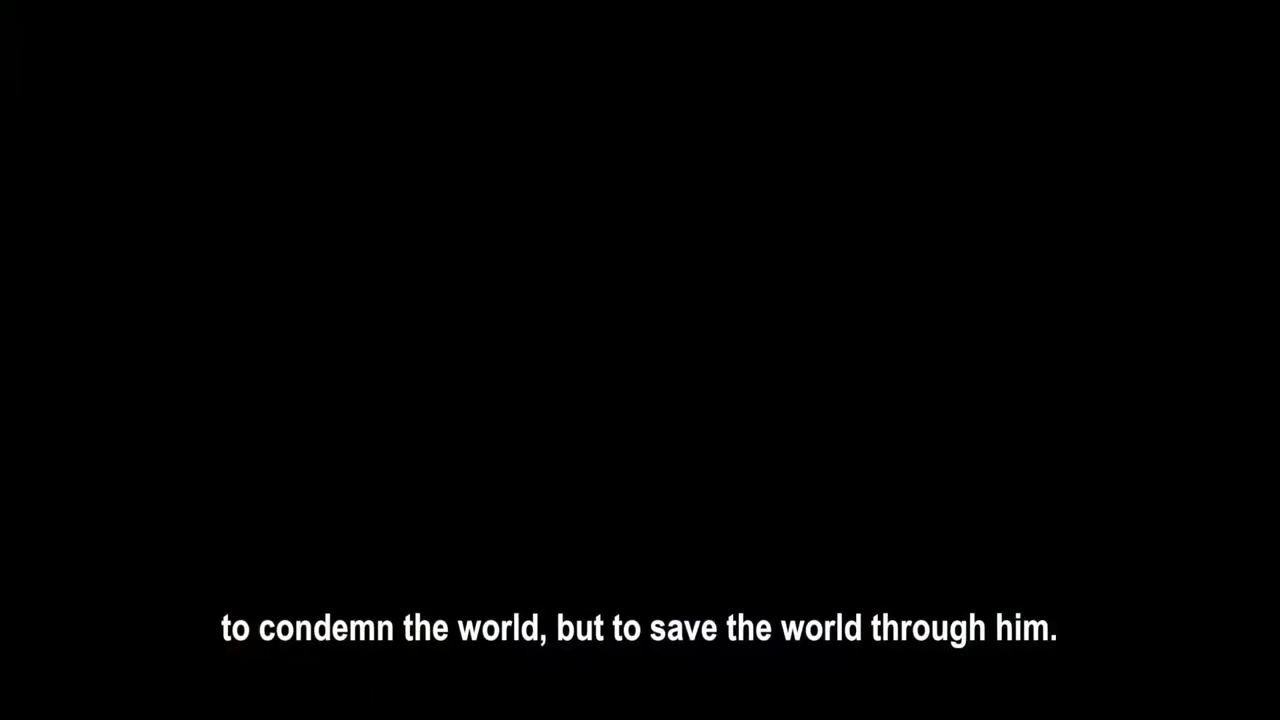 to condemn the world, but to save the world through him.